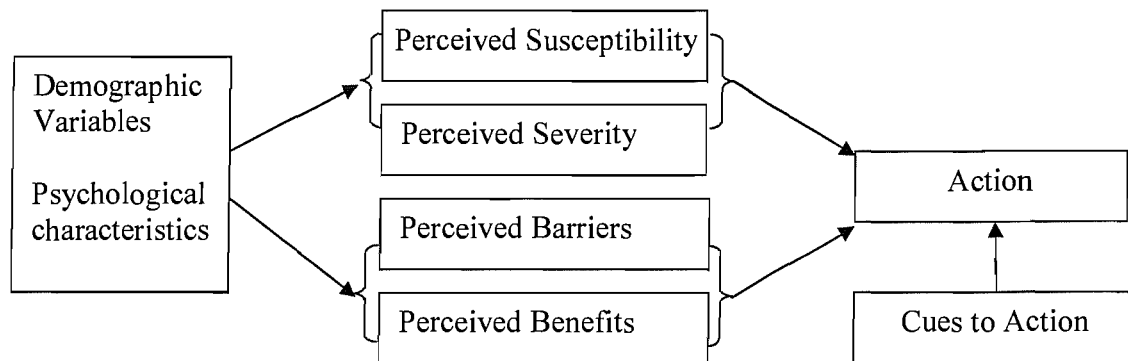 Demographic
Variables
Psychological
characteristics
Perceived Susceptibility
Perceived Severity
Perceived Barriers
Perceived Benefits
Action
Cues to Action